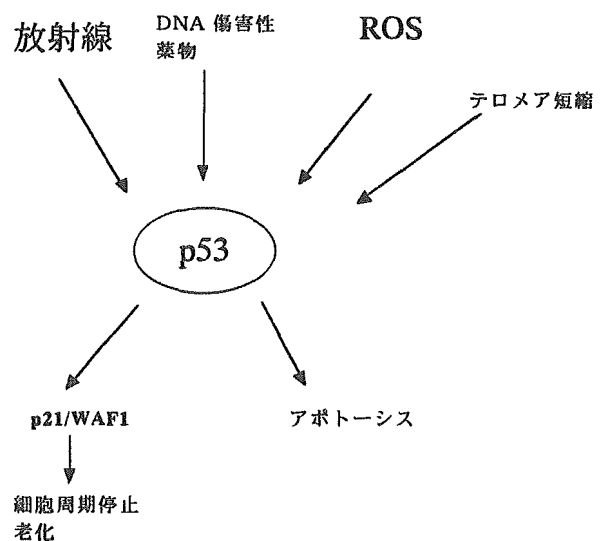 放射線
DNA 傷害性
薬物
ROS
テロメア短縮
p53
p21/WAF1
アポトーシス
細胞周期停止
老化